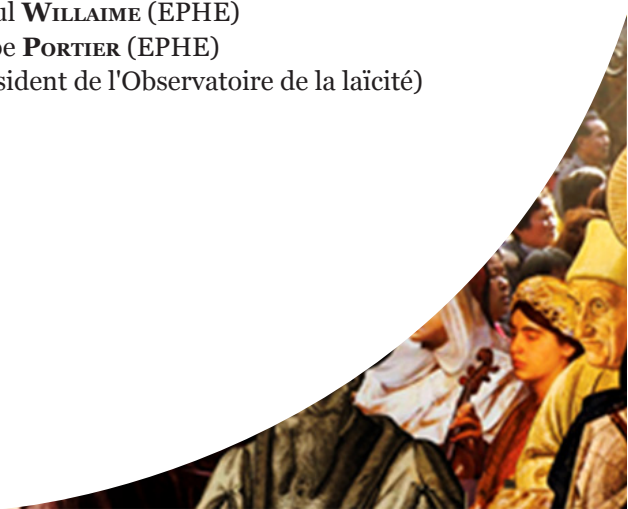 ul WILLAIME (EPHE)
pe PORTIER (EPHE)
sident de l'Observatoire de la laïcité)